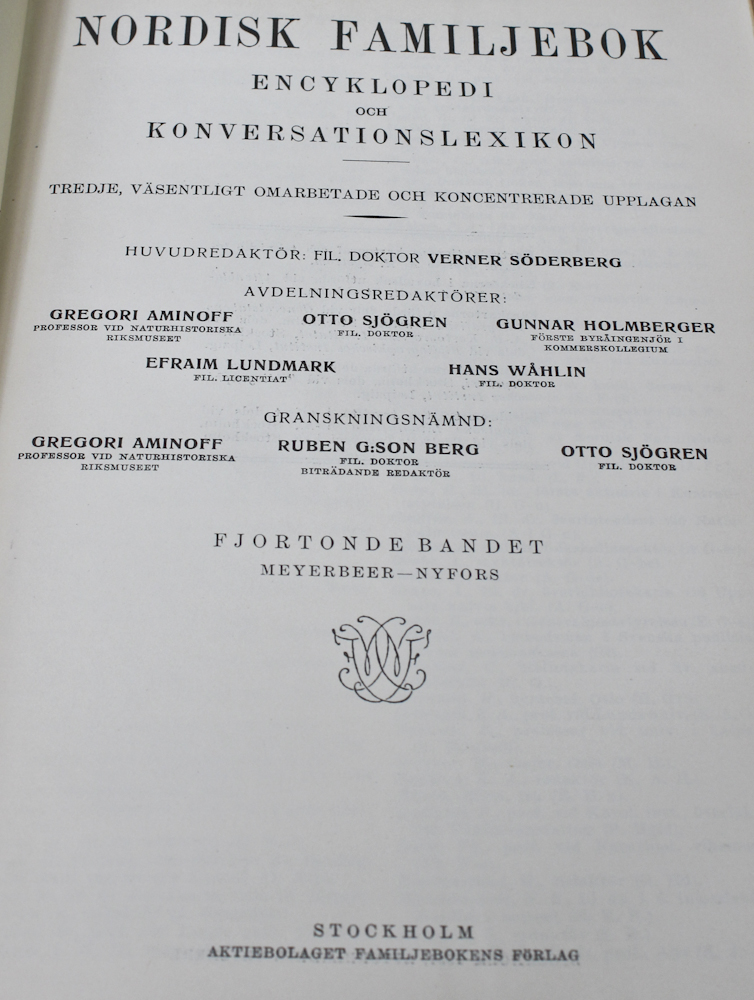 NORDISK FAMILJEBOK
ENCYKLOPEDI
OCH
KONVERSATIONSLEXIKON
TREDJE, VÄSENTLIGT OMARBETADE OCH KONCENTRERADE UPPLAGAN
HUVUDREDAKTÖR: FIL. DOKTOR VERNER SÖDERBERG
AVDELNINGSREDAKTÖRER:
GREGORI AMINOFF
PROFESSOR VID NATURHISTORISKA
RIKSMUSEET
OTTO SJÖGREN
FIL. DOKTOR
GUNNAR HOLMBERGER
FÖRSTE BYRÅINGENJÖR I
KOMMERSKOLLEGIUM
EFRAIM LUNDMARK
FIL. LICENTIAT
HANS WÅHLIN
FIL. DOKTOR
GRANSKNINGSNÄMND:
GREGORI AMINOFF
PROFESSOR VID NATURHISTORISKA
RIKSMUSEET
RUBEN G:SON BERG
FIL. DOKTOR
BITRÄDANDE REDAKTÖR
OTTO SJÖGREN
FIL. DOKTOR
FJORTONDE BANDET
MEYERBEER—NYFORS
STOCKHOLM
AKTIEBOLAGET FAMILJEBOKENS FÖRLAG